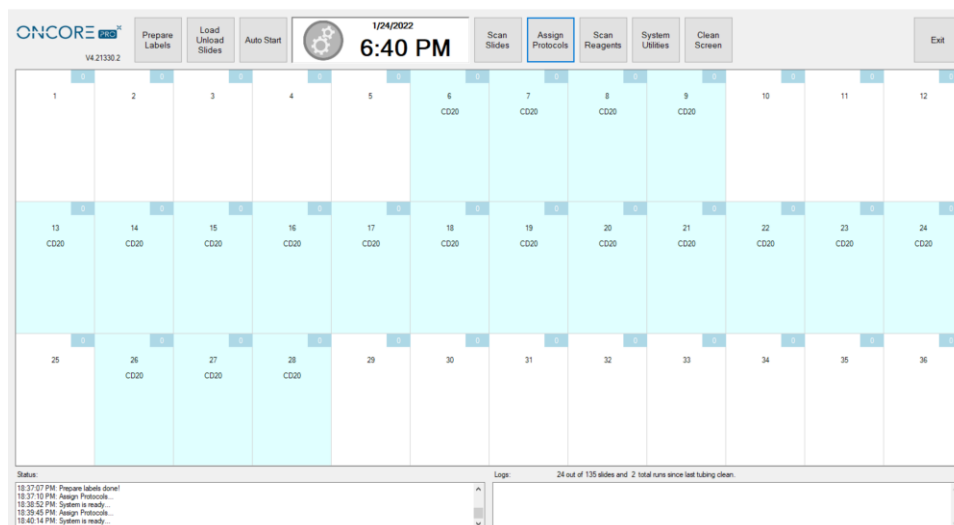 ONCORE PRO X
V4.21330.2
Prepare Labels
Load Unload Slides
Auto Start
1/24/2022
6:40 PM
Scan Slides
Assign Protocols
Scan Reagents
System Utilities
Clean Screen
Exit
0 0 0 0 0 0 0 0 0 0 0 0
1 2 3 4 5 6 7 8 9 10 11 12
CD20 CD20 CD20 CD20
0 0 0 0 0 0 0 0 0 0 0 0
13 14 15 16 17 18 19 20 21 22 23 24
CD20 CD20 CD20 CD20 CD20 CD20 CD20 CD20 CD20 CD20 CD20 CD20
0 0 0 0 0 0 0 0 0 0 0 0
25 26 27 28 29 30 31 32 33 34 35 36
CD20 CD20 CD20
Status:
Logs: 24 out of 135 slides and 2 total runs since last tubing clean.
18:37:07 PM: Prepare labels done!
18:37:10 PM: Assign Protocols...
18:38:52 PM: System is ready...
18:39:45 PM: Assign Protocols...
18:40:14 PM: System is ready...